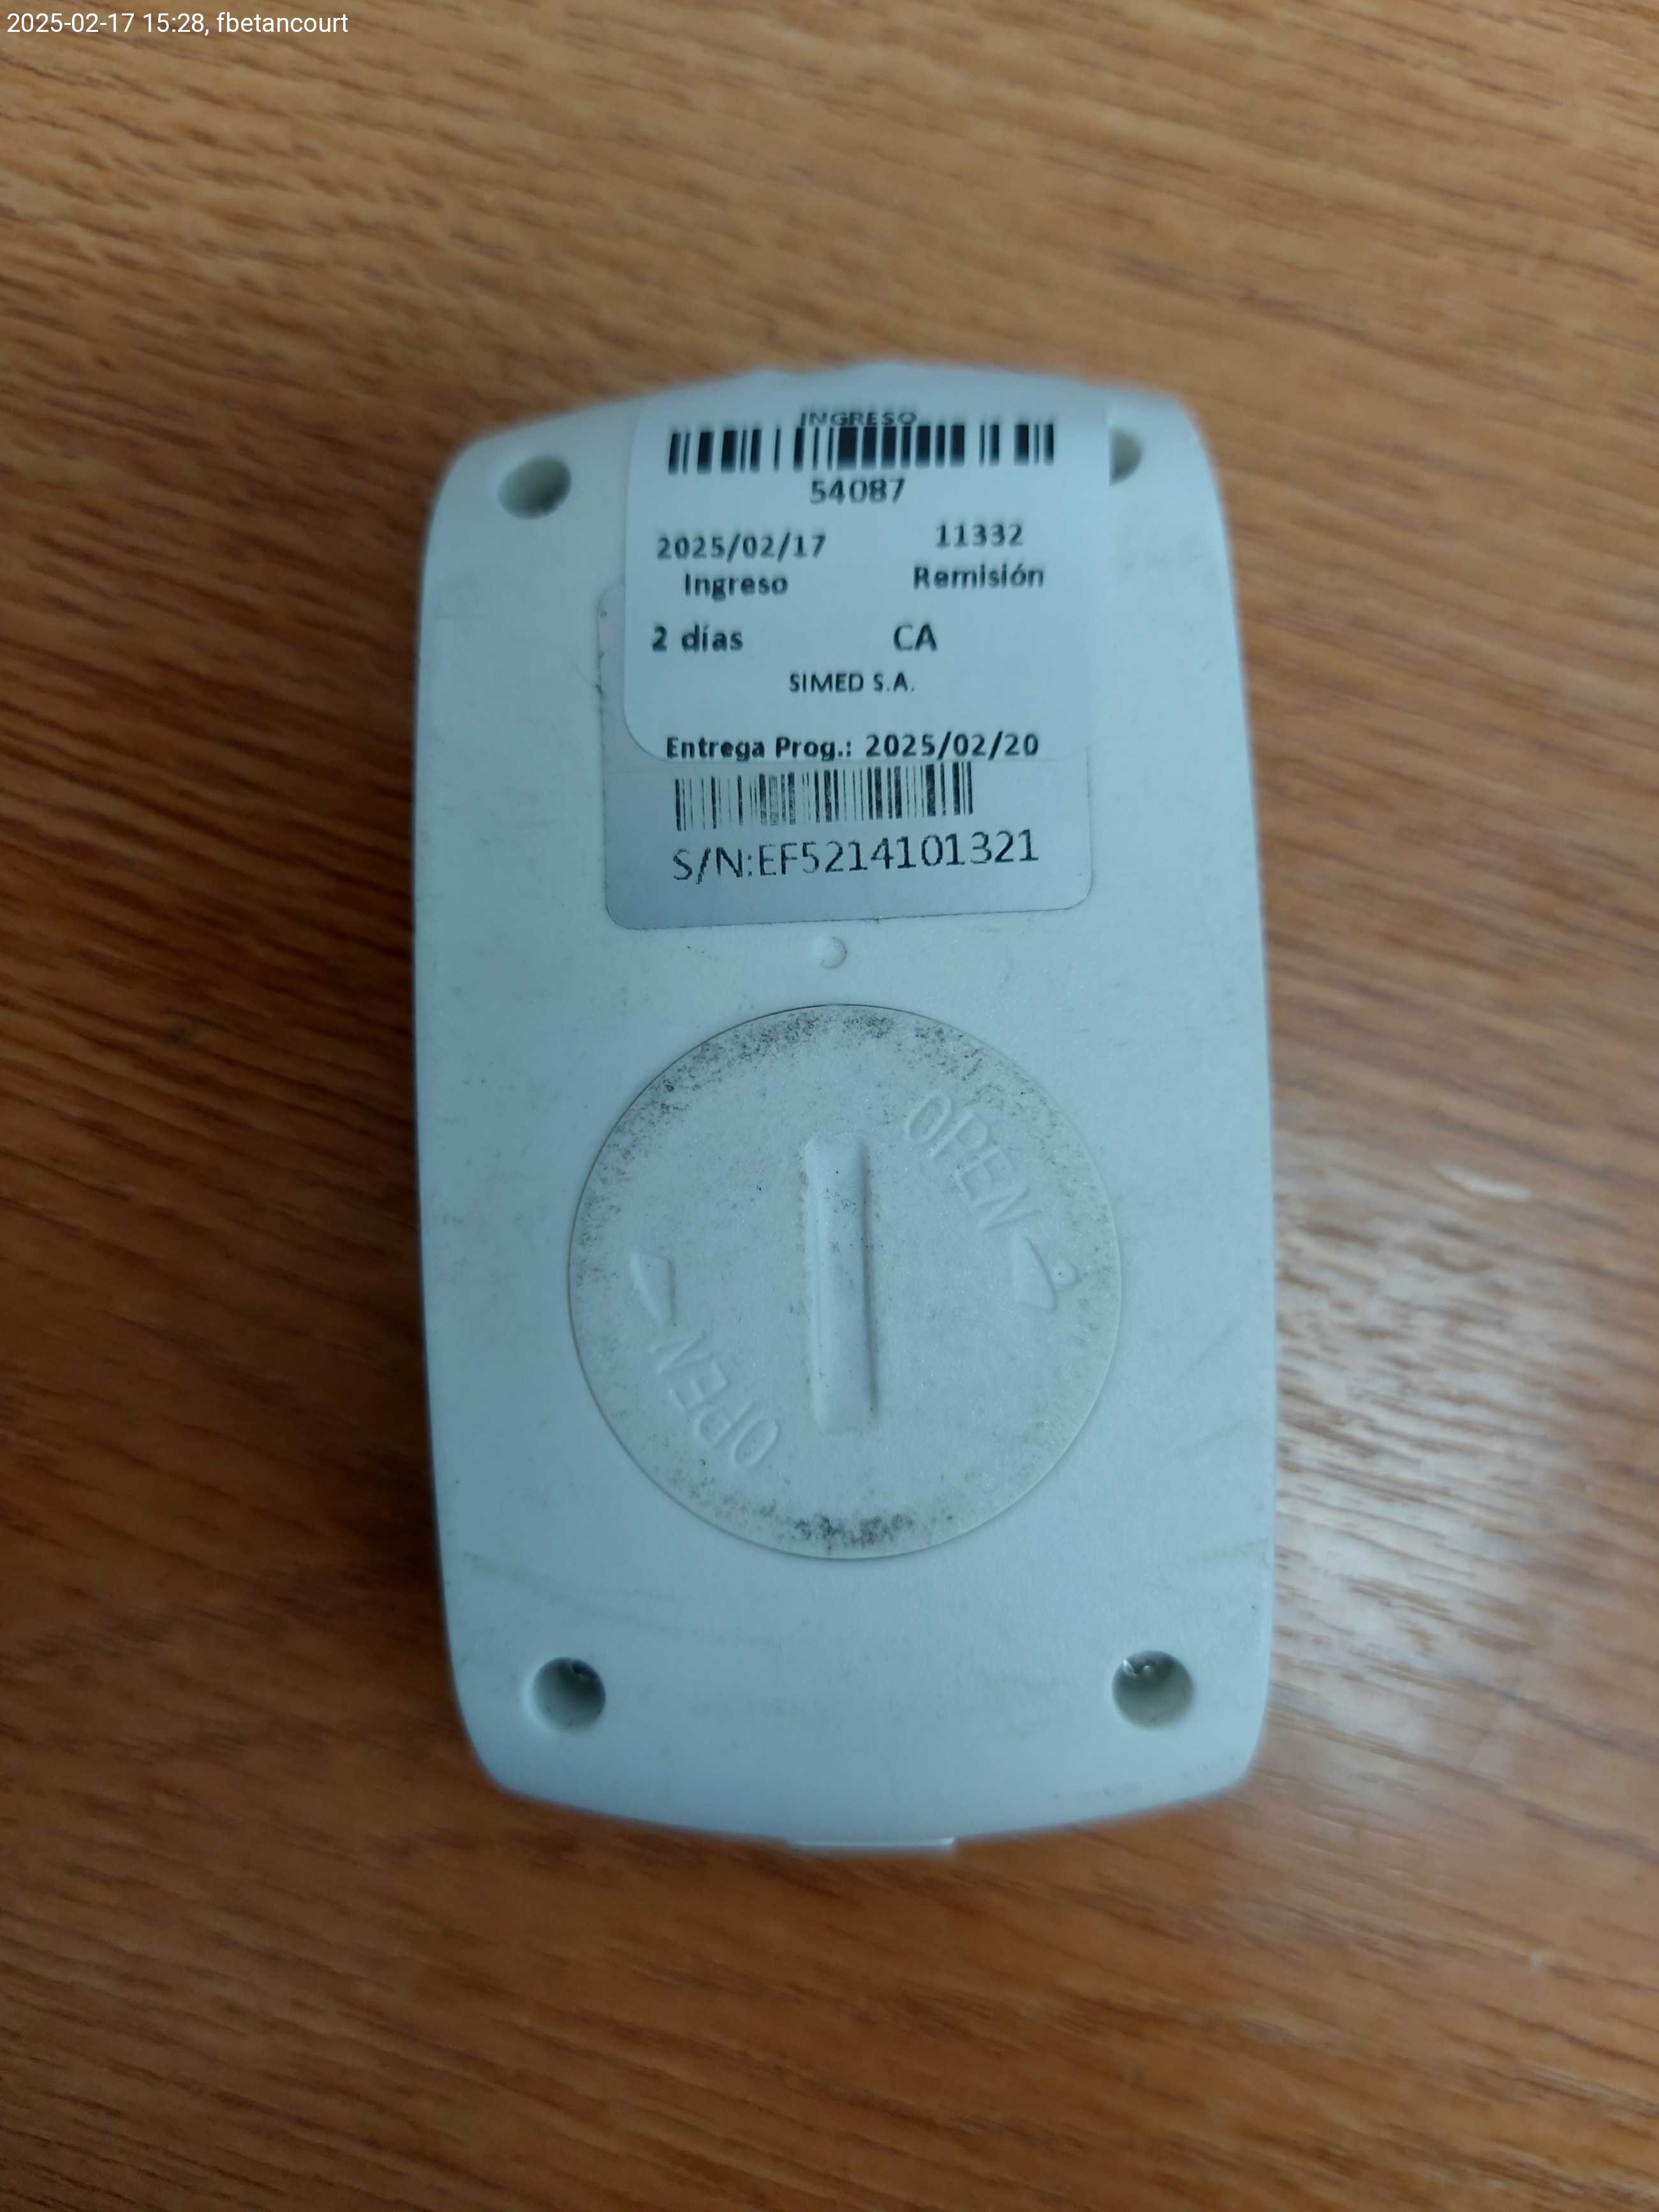 2025-02-17 15:28, fbetancourt
INGRESO
54087
2025/02/17 11332
Ingreso Remisión
2 días CA
SIMED S.A.
Entrega Prog.: 2025/02/20
S/N:EF5214101321
OPEN
OPEN